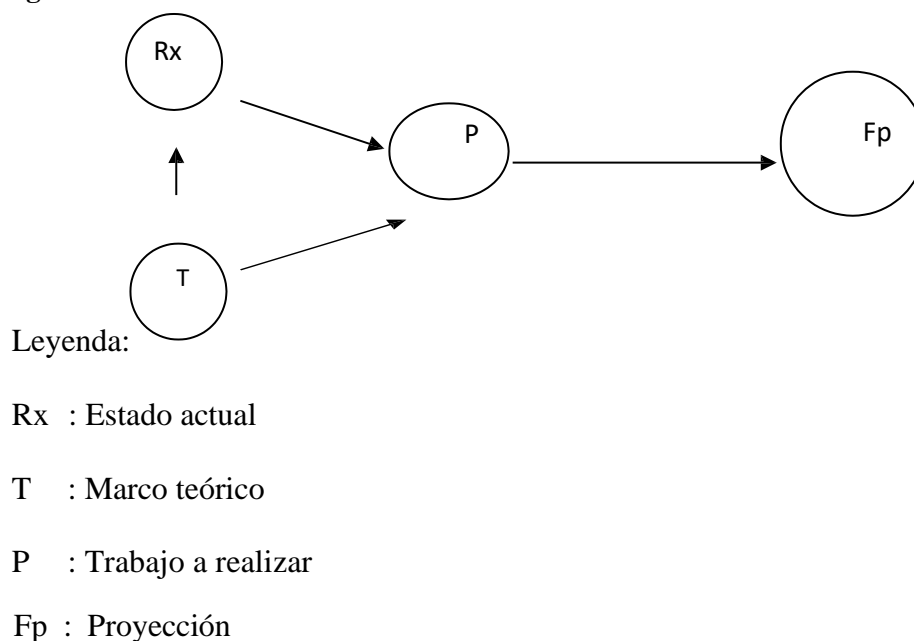 Rx
P
Fp
T
Leyenda:
Rx : Estado actual
T : Marco teórico
P : Trabajo a realizar
Fp : Proyección